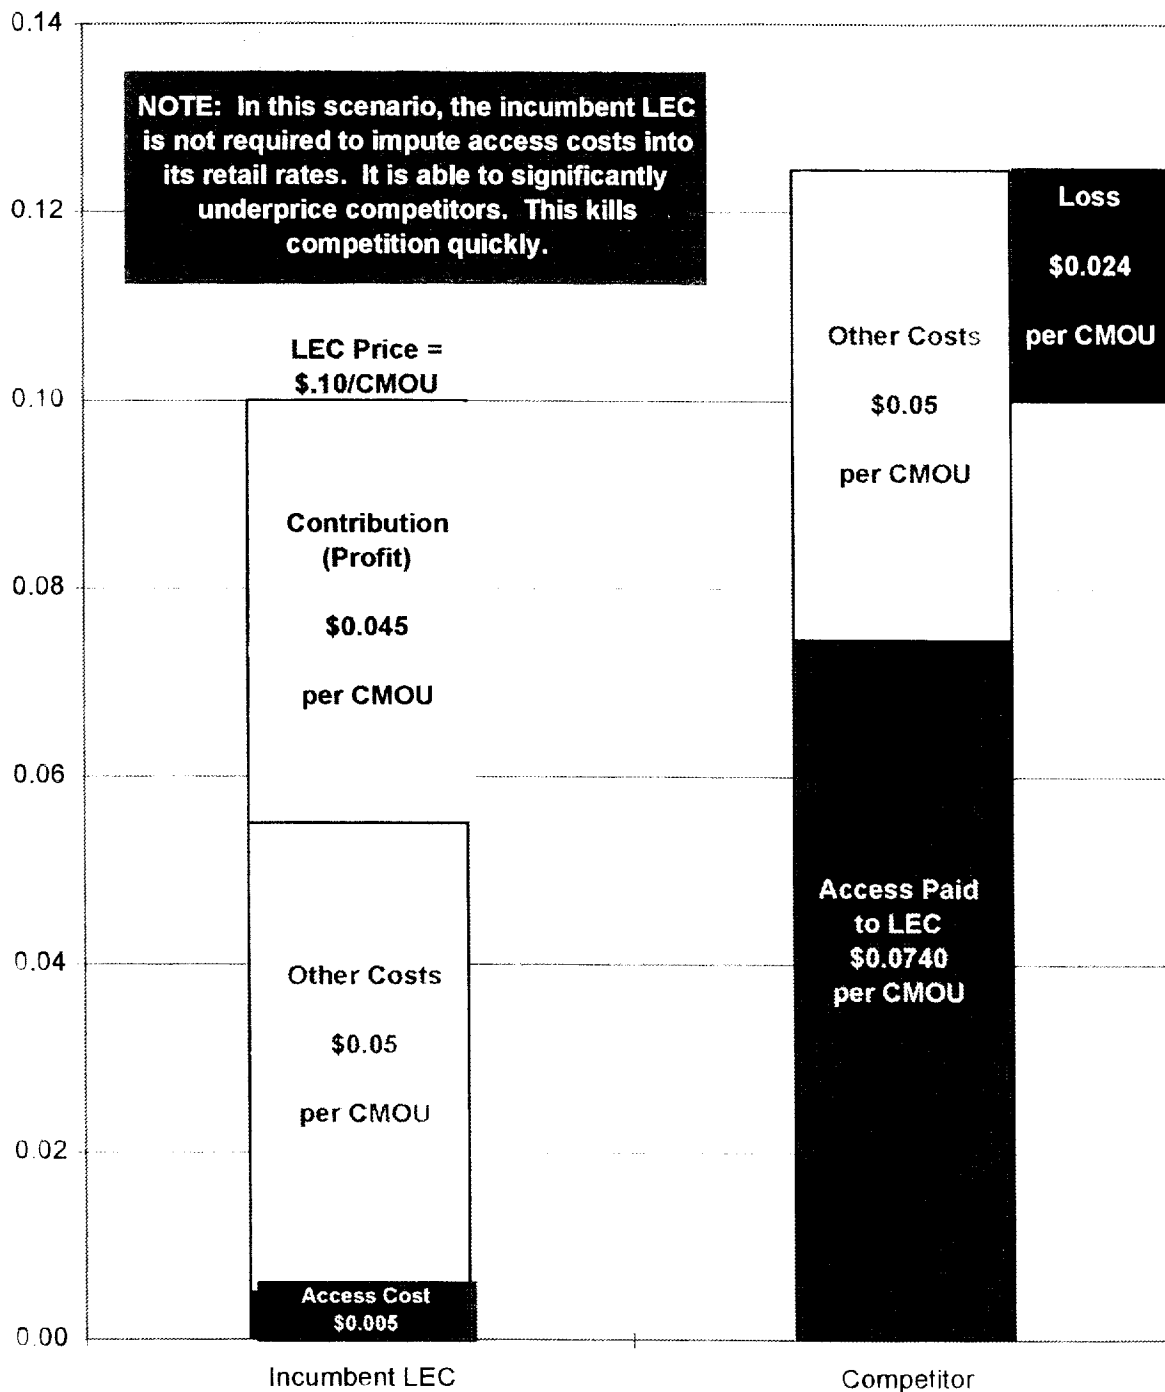 0.14
NOTE: In this scenario, the incumbent LEC
is not required to impute access costs into
its retail rates. It is able to significantly
underprice competitors. This kills
competition quickly.
0.12
Loss
$0.024
per CMOU
Other Costs
$0.05
per CMOU
LEC Price =
$.10/CMOU
0.10
Contribution
(Profit)
$0.045
per CMOU
0.08
0.06
Access Paid
to LEC
$0.0740
per CMOU
0.04
Other Costs
$0.05
per CMOU
0.02
Access Cost
$0.005
0.00
Incumbent LEC
Competitor